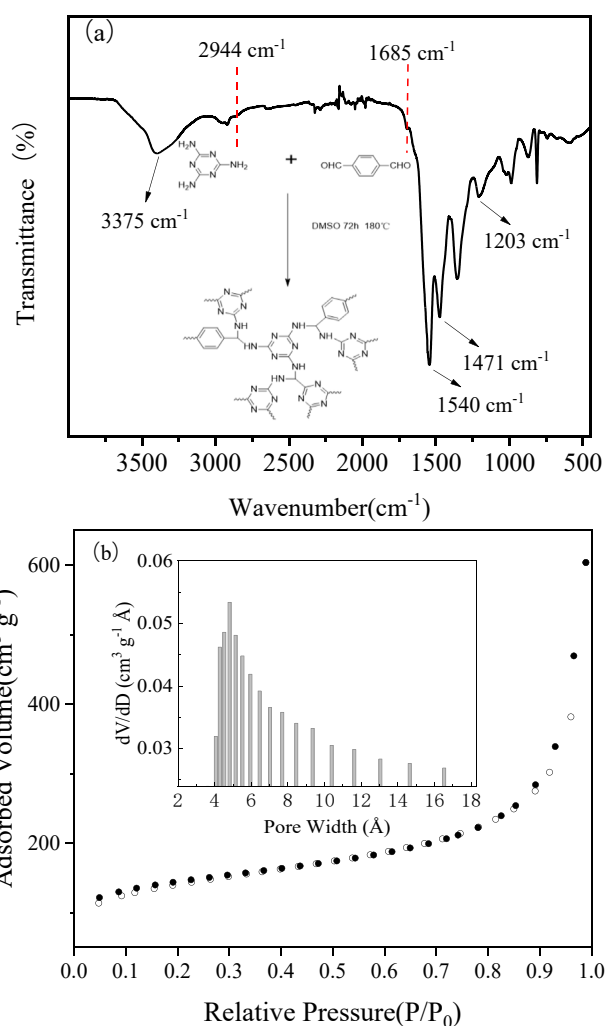 (a)
2944 cm-1
1685 cm-1
Transmittance (%)
H2N
NH2
H2N
N
N
N
+
OHC
CHO
3375 cm-1
DMSO 72h 180℃
1203 cm-1
1471 cm-1
1540 cm-1
3500 3000 2500 2000 1500 1000 500
Wavenumber(cm-1)
(b)
Adsorbed Volume(cm3 g-1)
600
400
200
0.06
0.05
0.04
0.03
dV/dD (cm3 g-1 Å)
2 4 6 8 10 12 14 16 18
Pore Width (Å)
0.0 0.1 0.2 0.3 0.4 0.5 0.6 0.7 0.8 0.9 1.0
Relative Pressure(P/P0)